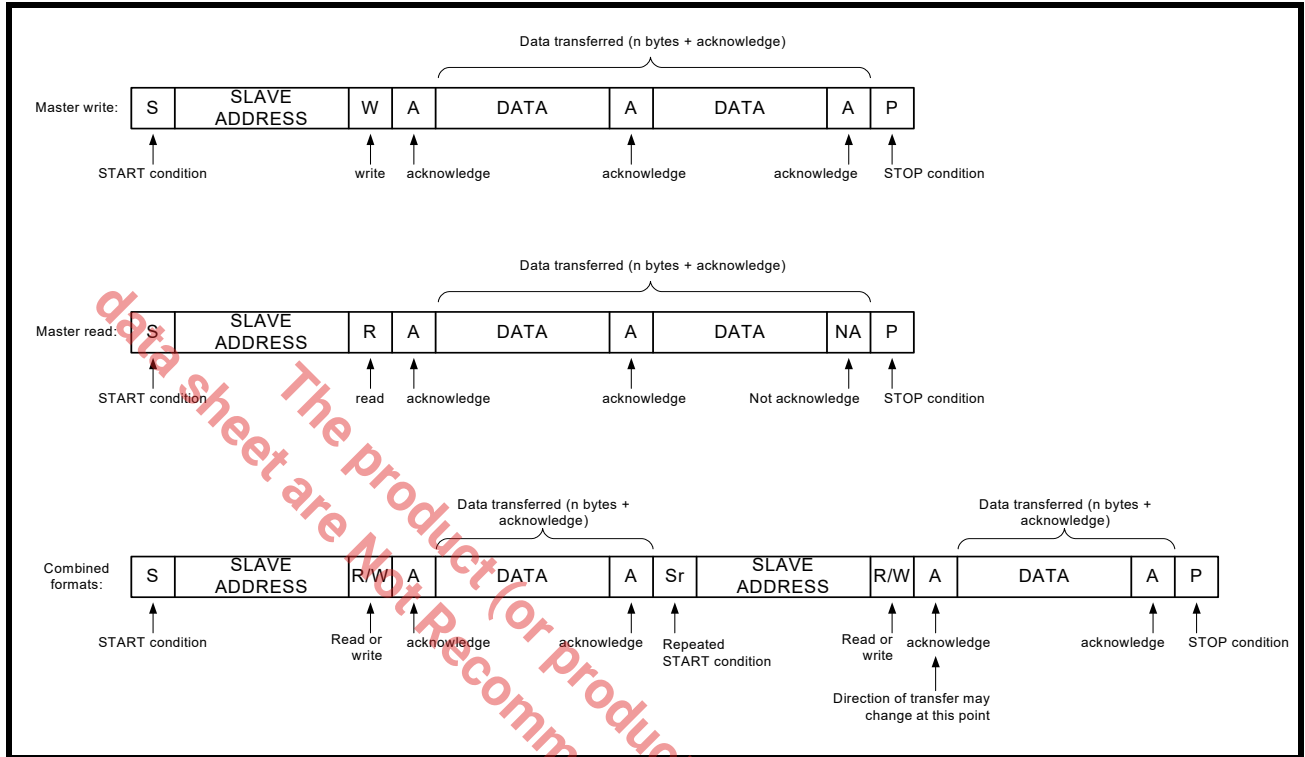 Data transferred (n bytes + acknowledge)
Master write: S SLAVE ADDRESS W A DATA A DATA A P
START condition write acknowledge acknowledge acknowledge STOP condition
Data transferred (n bytes + acknowledge)
Master read: S SLAVE ADDRESS R A DATA A DATA NA P
START condition read acknowledge acknowledge Not acknowledge STOP condition
Data transferred (n bytes +
acknowledge)
Data transferred (n bytes +
acknowledge)
Combined
formats:
S SLAVE ADDRESS R/W A DATA A Sr SLAVE ADDRESS R/W A DATA A P
START condition
Read or
write
acknowledge
acknowledge
Repeated
START condition
Read or
write
acknowledge
acknowledge
STOP condition
Direction of transfer may
change at this point
The product (or
data sheet are Not